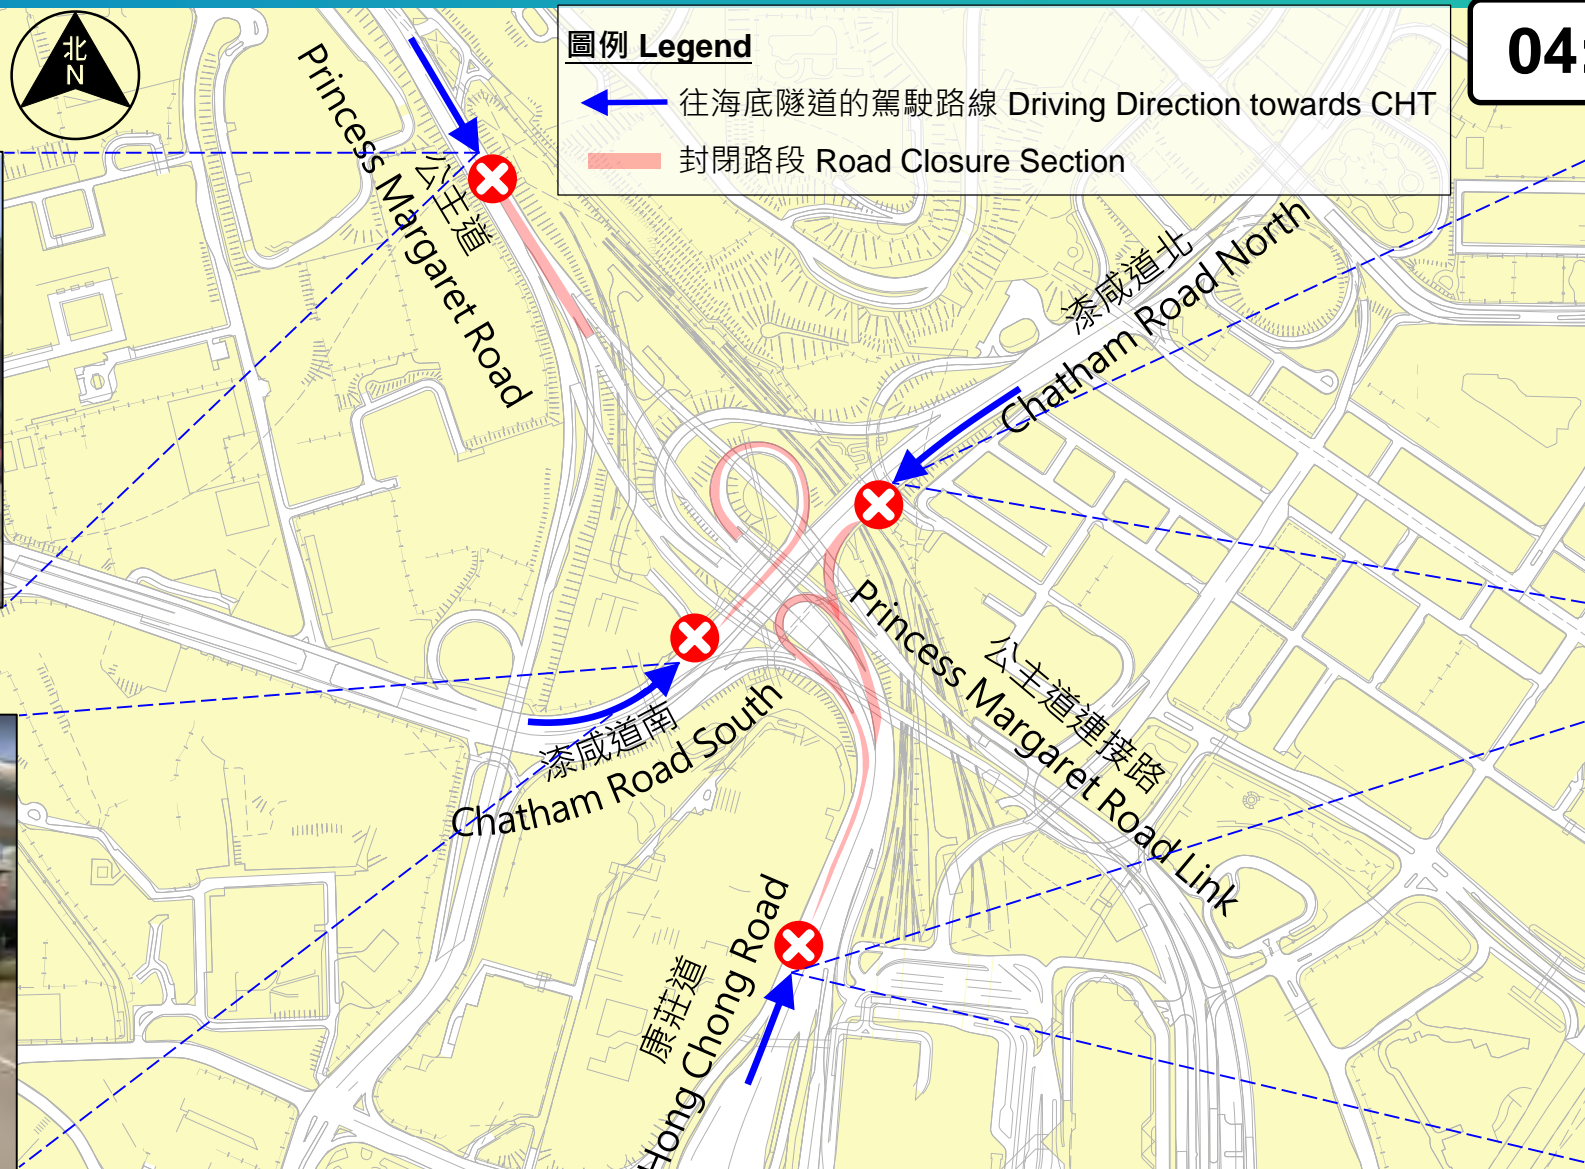 北
N
圖例 Legend
往海底隧道的駕駛路線 Driving Direction towards CHT
封閉路段 Road Closure Section
04:
公主道
Princess Margaret Road
漆咸道北
Chatham Road North
公主道連接路
Princess Margaret Road Link
漆咸道南
Chatham Road South
康莊道
Hong Chong Road